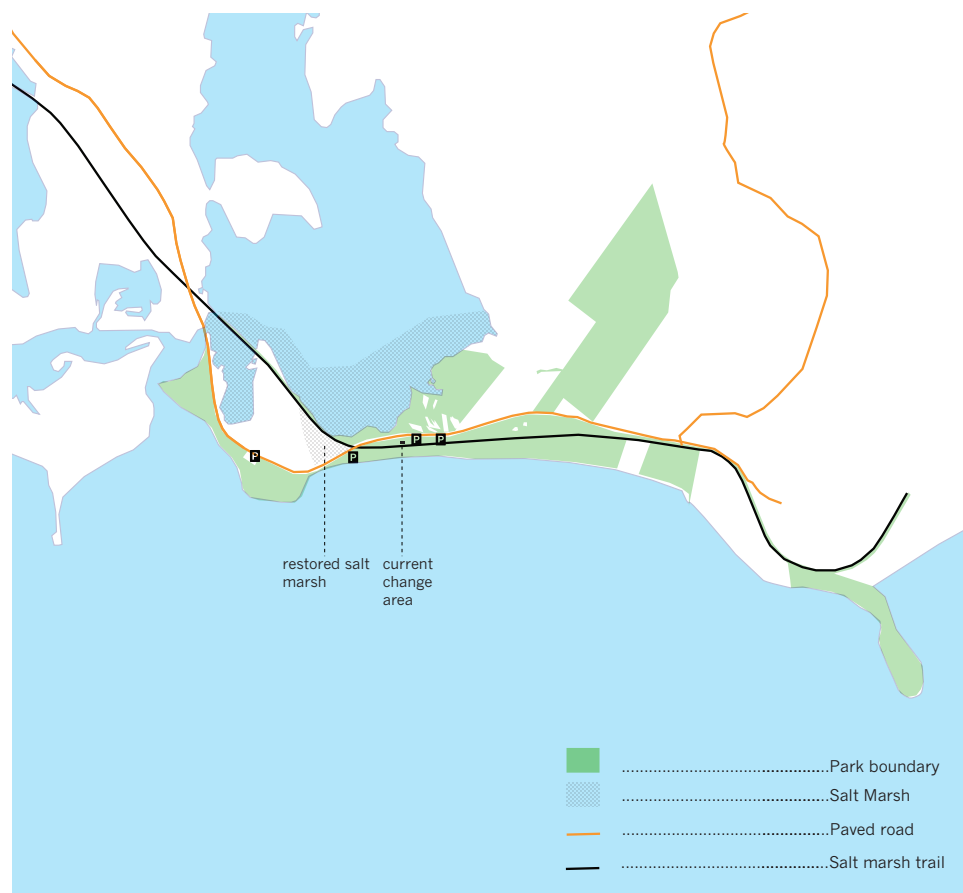 P
P
P
P
restored salt
marsh
current
change
area
Park boundary
Salt Marsh
Paved road
Salt marsh trail